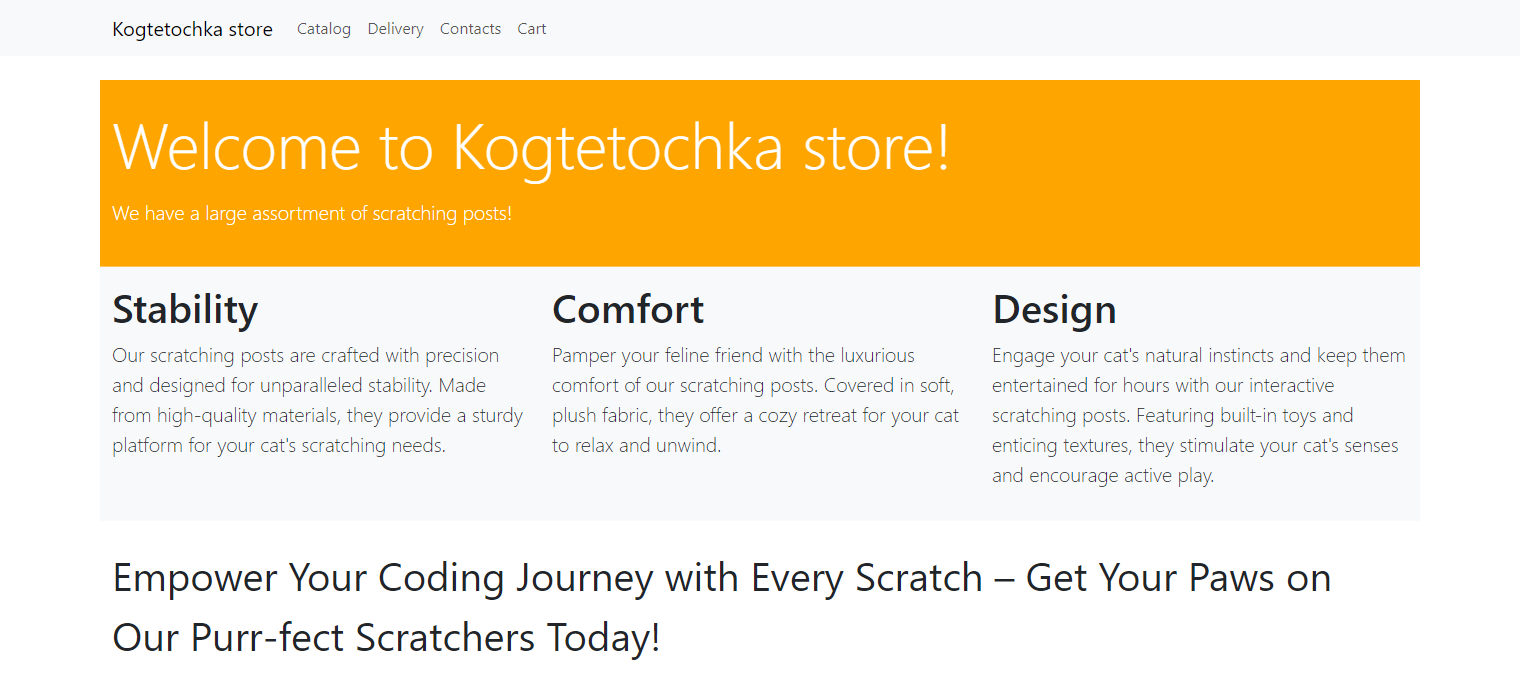 Kogtetochka store Catalog Delivery Contacts Cart
Welcome to Kogtetochka store!
We have a large assortment of scratching posts!
Stability
Our scratching posts are crafted with precision
and designed for unparalleled stability. Made
from high-quality materials, they provide a sturdy
platform for your cat's scratching needs.
Comfort
Pamper your feline friend with the luxurious
comfort of our scratching posts. Covered in soft,
plush fabric, they offer a cozy retreat for your cat
to relax and unwind.
Design
Engage your cat's natural instincts and keep them
entertained for hours with our interactive
scratching posts. Featuring built-in toys and
enticing textures, they stimulate your cat's senses
and encourage active play.
Empower Your Coding Journey with Every Scratch – Get Your Paws on
Our Purr-fect Scratchers Today!